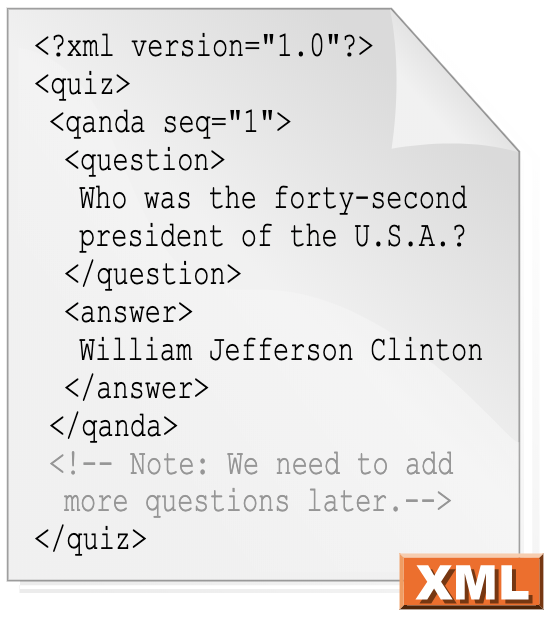 <?xml version="1.0"?>
<quiz>
<qanda seq="1">
<question>
Who was the forty-second
president of the U.S.A.?
</question>
<answer>
William Jefferson Clinton
</answer>
</qanda>
<!-- Note: We need to add
more questions later.-->
</quiz>
XML